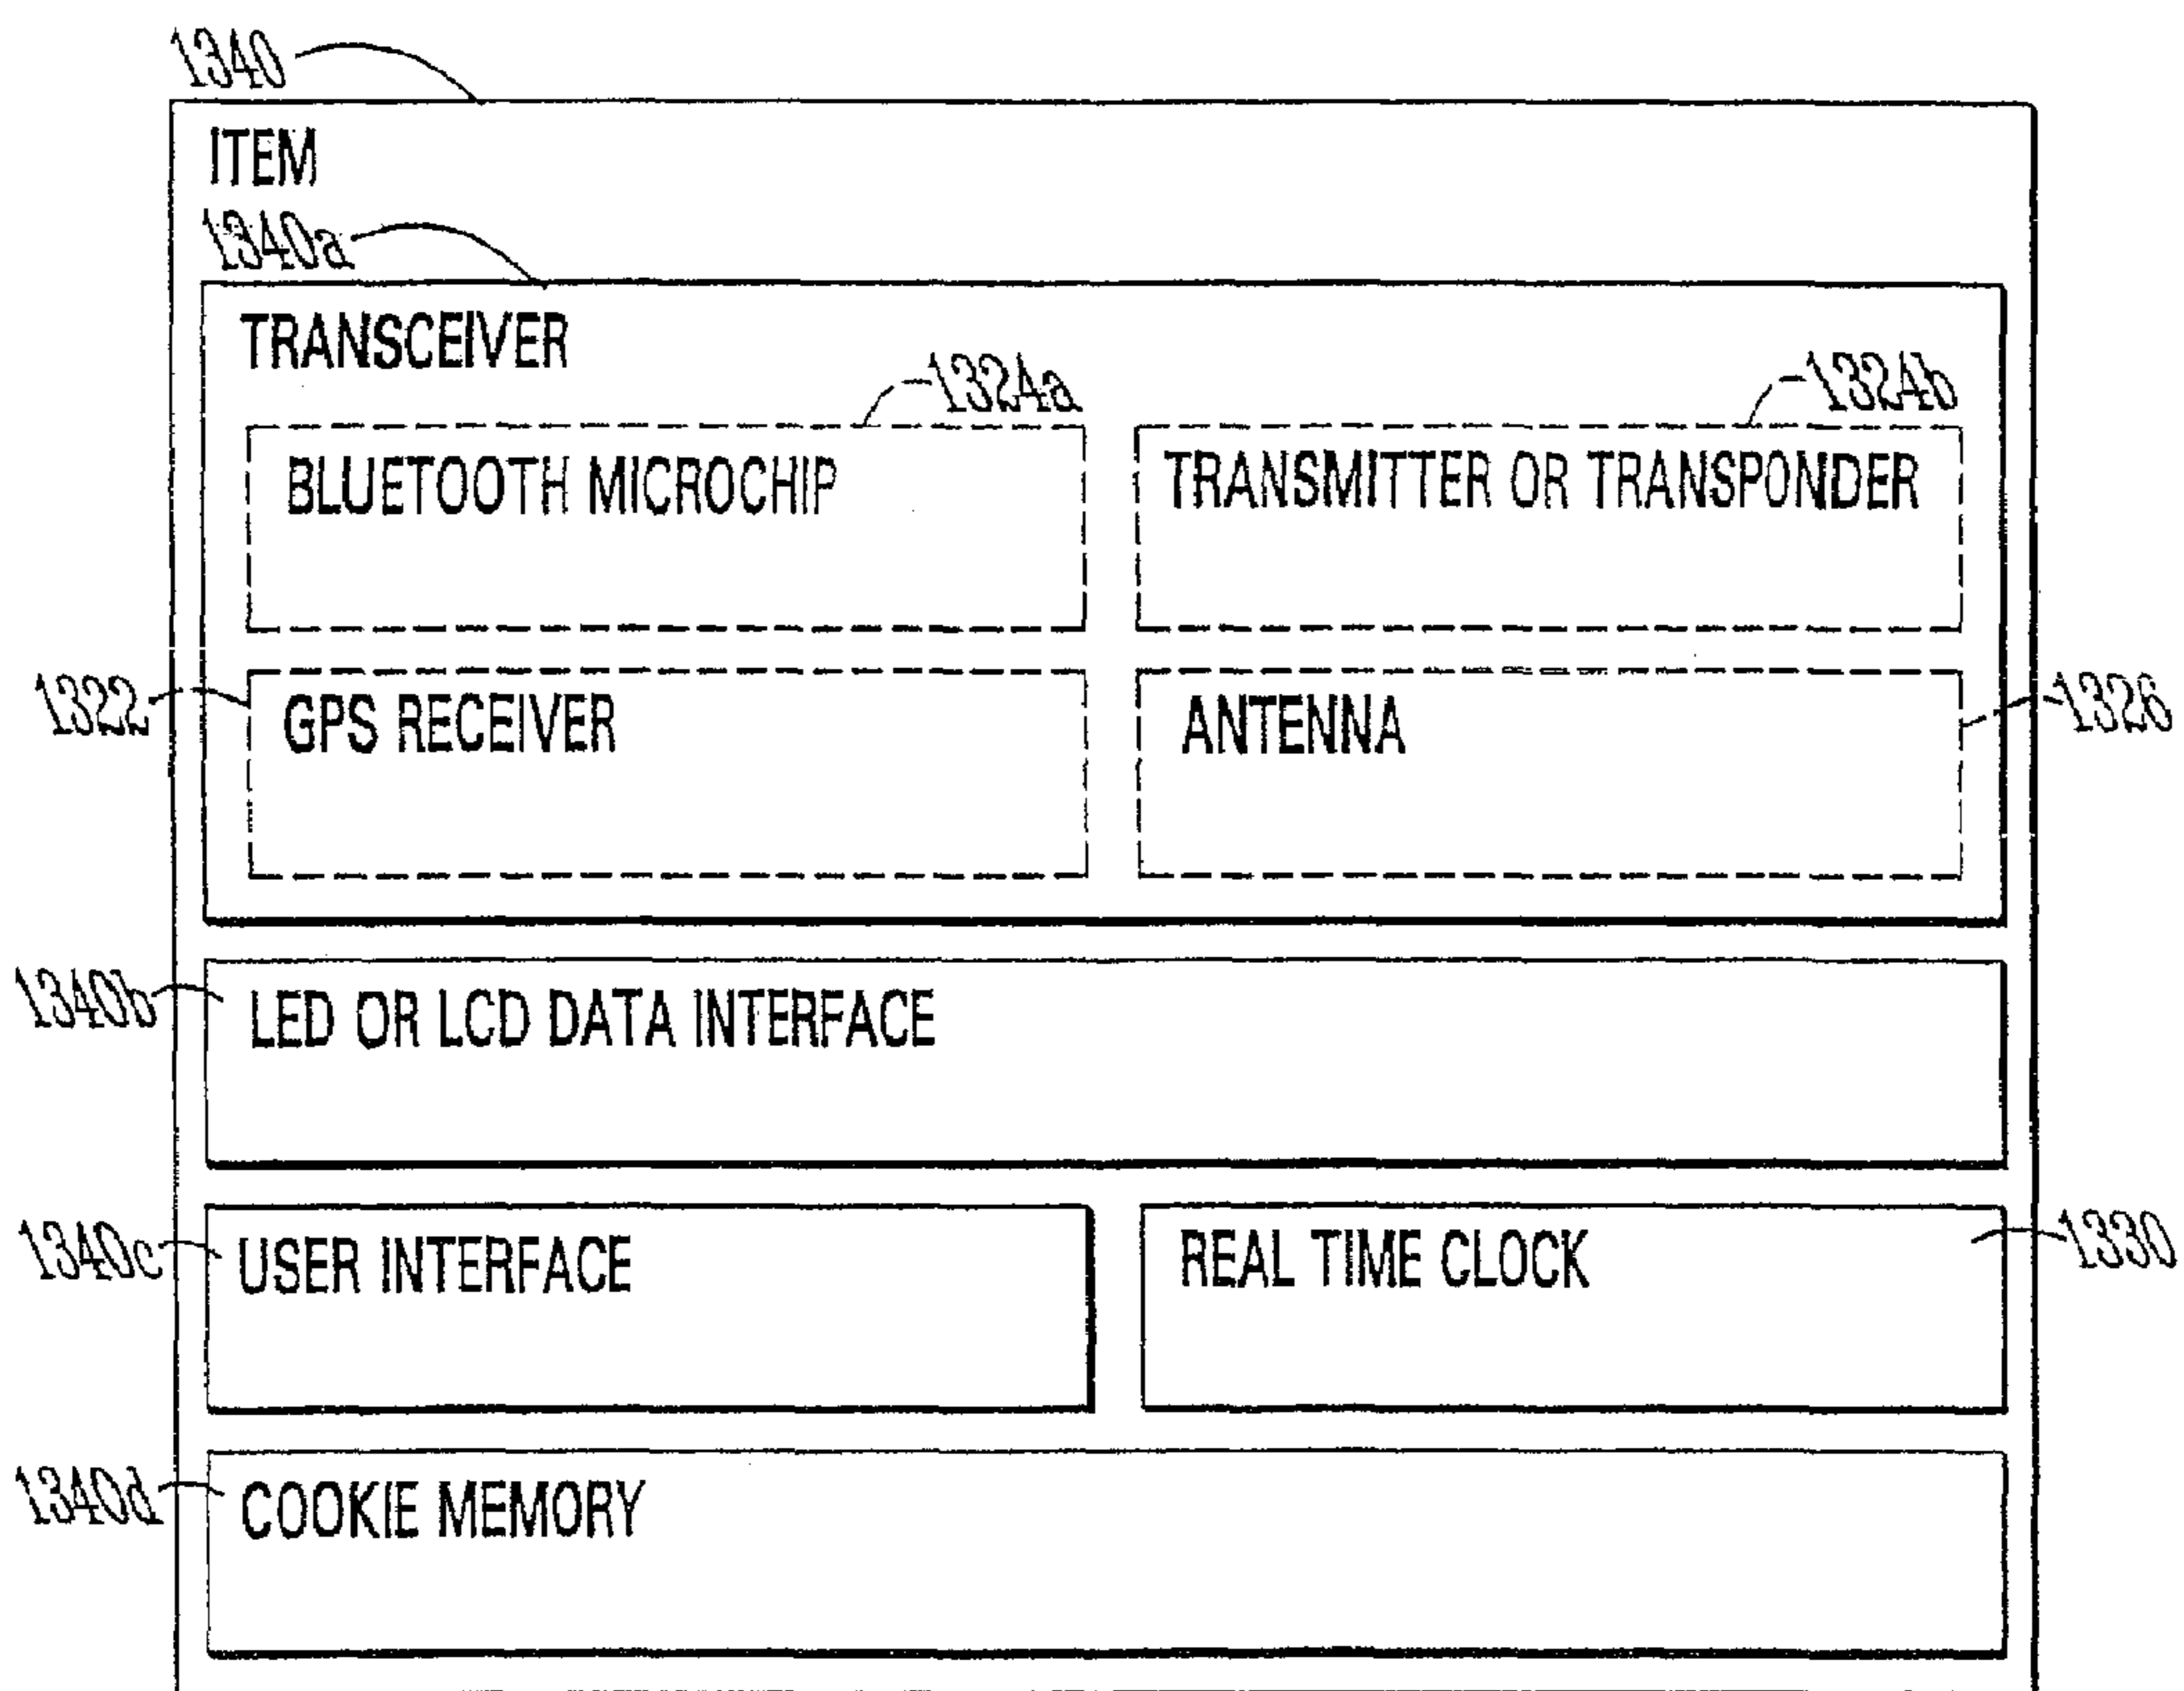 1340
ITEM
1340a
TRANSCEIVER
1324a
1324b
BLUETOOTH MICROCHIP
TRANSMITTER OR TRANSPONDER
1322
GPS RECEIVER
ANTENNA
1326
1340b
LED OR LCD DATA INTERFACE
1340c
USER INTERFACE
REAL TIME CLOCK
1330
1340d
COOKIE MEMORY